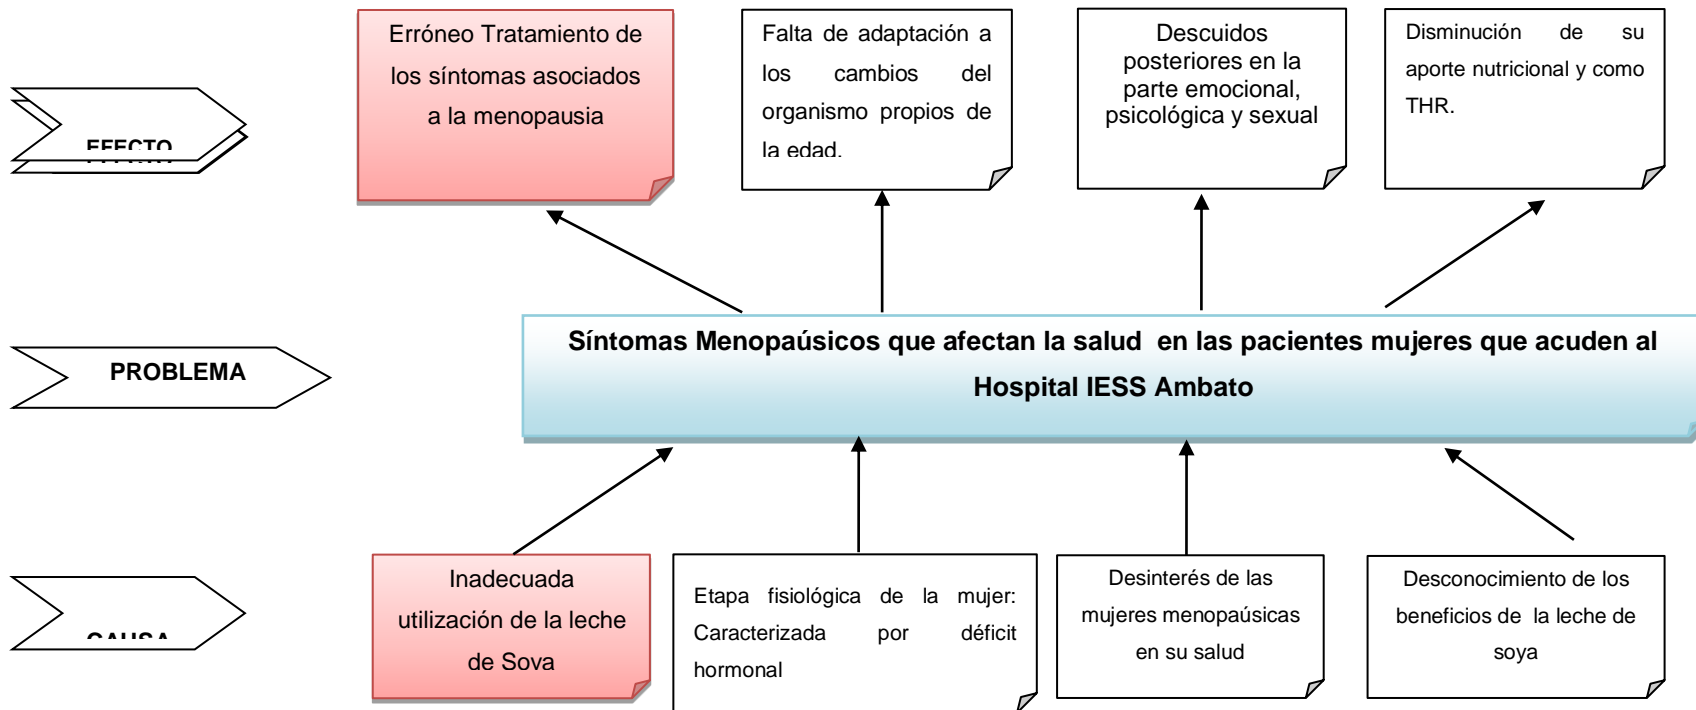 Erróneo Tratamiento de
los síntomas asociados
a la menopausia
Falta de adaptación a
los cambios del
organismo propios de
la edad.
Descuidos
posteriores en la
parte emocional,
psicológica y sexual
Disminución de su
aporte nutricional y como
THR.
EFECTO
PROBLEMA
Síntomas Menopaúsicos que afectan la salud en las pacientes mujeres que acuden al
Hospital IESS Ambato
CAUSA
Inadecuada
utilización de la leche
de Soya
Etapa fisiológica de la mujer:
Caracterizada por déficit
hormonal
Desinterés de las
mujeres menopaúsicas
en su salud
Desconocimiento de los
beneficios de la leche de
soya